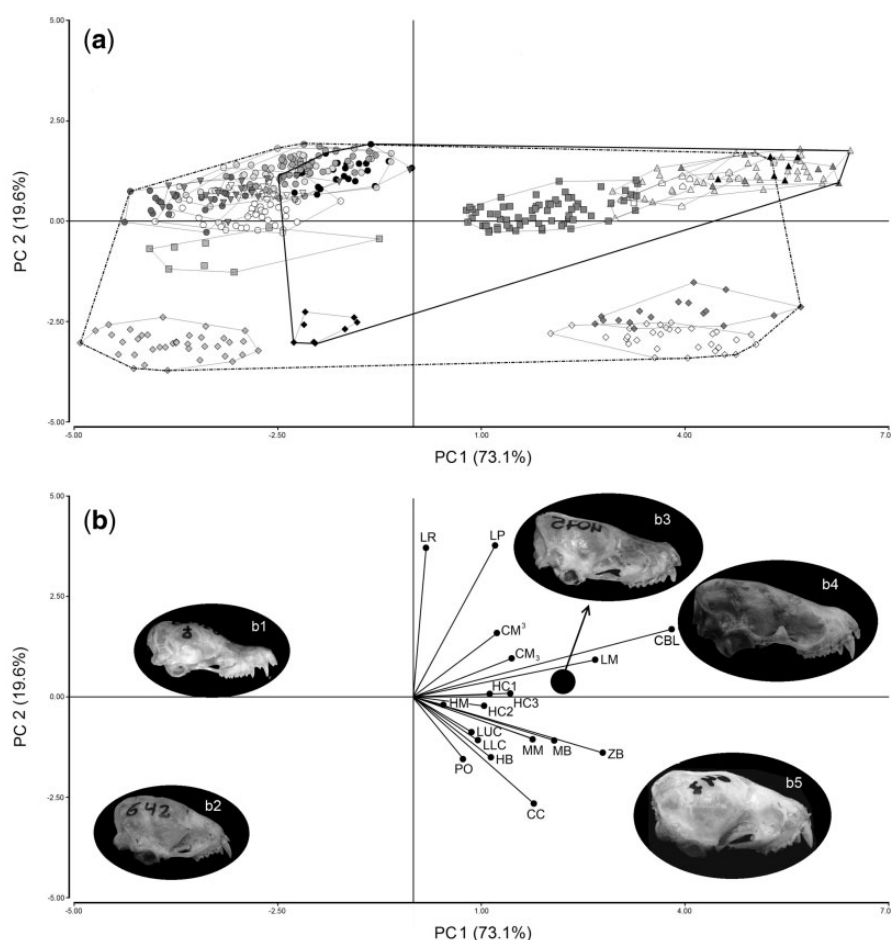 (a)
5.00
2.50
0.00
-2.50
5.00
PC 2 (19.6%)
-5.00 -2.50 1.00 4.00 7.0
PC1 (73.1%)
(b)
5.00
2.50
0.00
-2.50
-5.00
PC 2 (19.6%)
LR LP
CM³
CM₃
CBL
LM
HC1
HC3
HM
HC2
LUC
LLC
HB
PO
MM
MB
ZB
CC
b1
b2
642
b3
b4
b5
-5.00 -2.50 1.00 4.00 7.0
PC1 (73.1%)